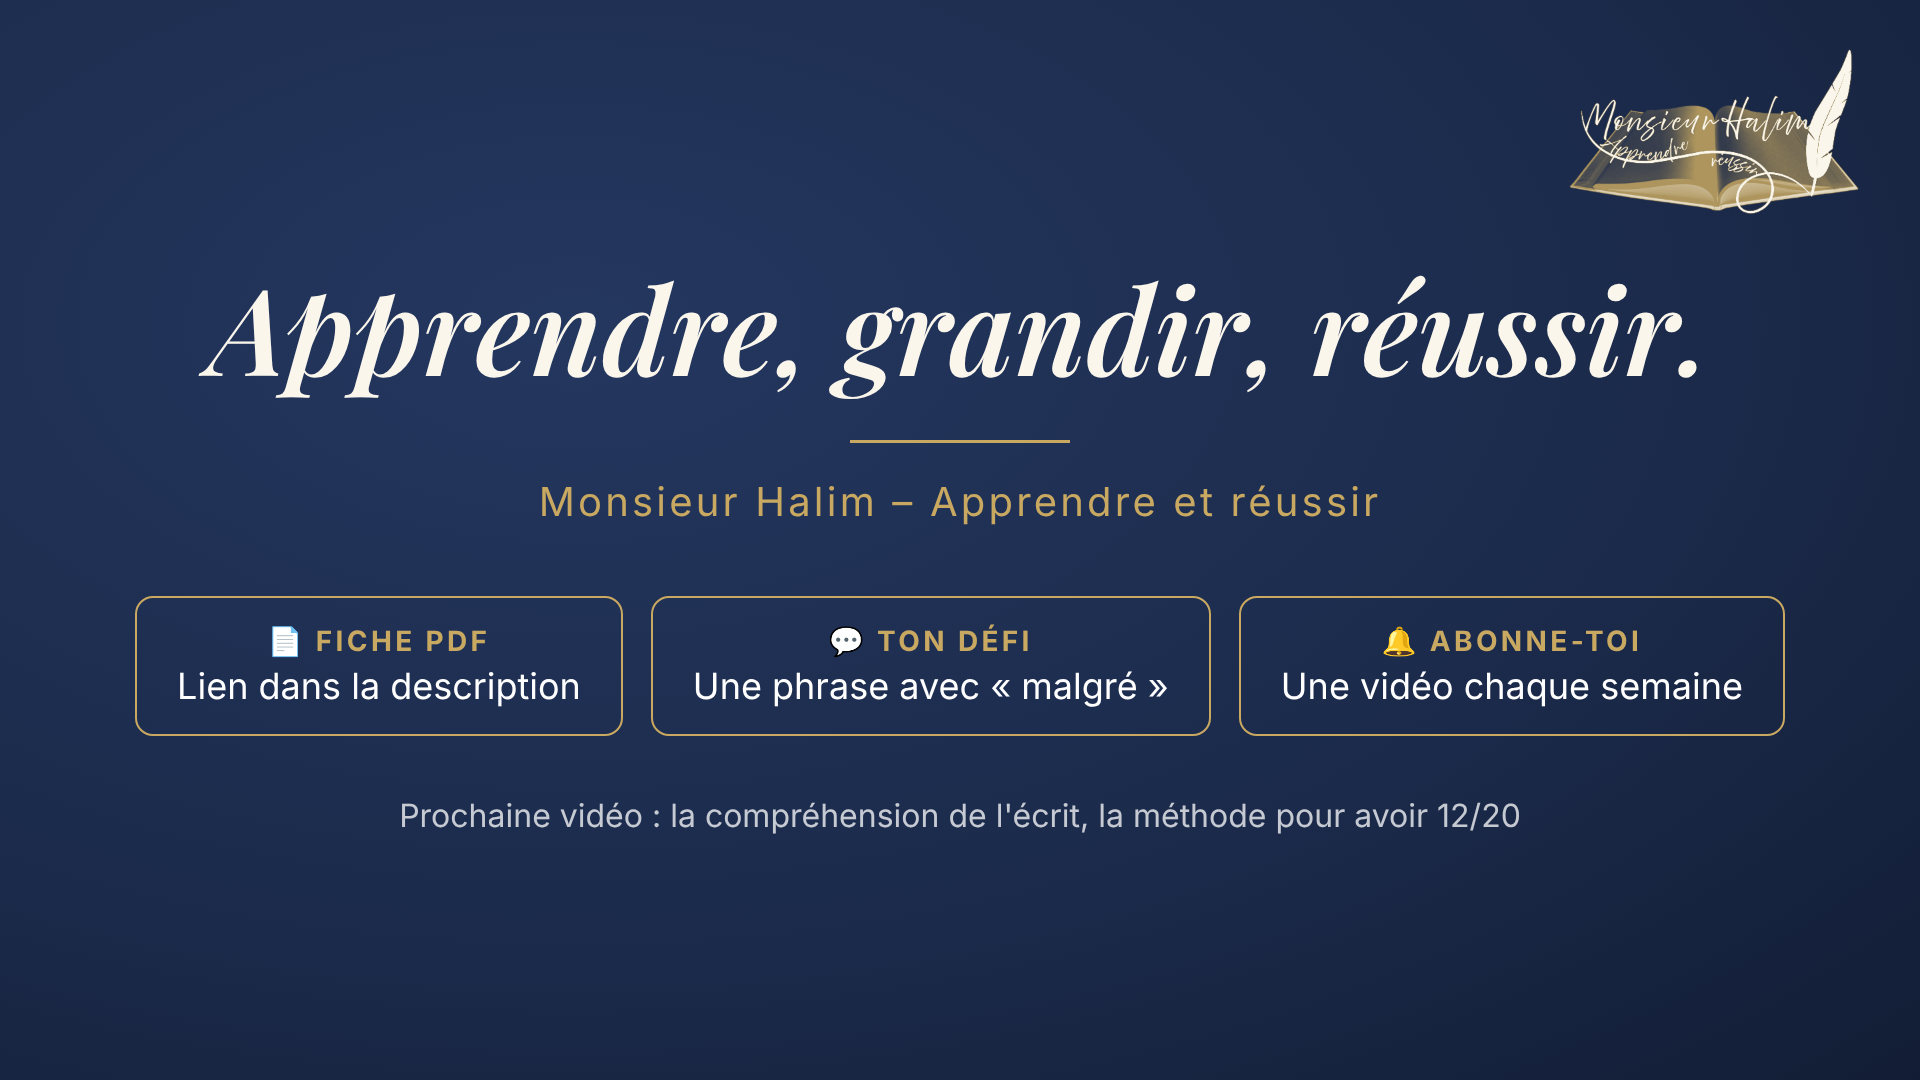 Monsieur Halim
Apprendre réussir
Apprendre, grandir, réussir.
Monsieur Halim – Apprendre et réussir
📄 FICHE PDF
Lien dans la description
💬 TON DÉFI
Une phrase avec « malgré »
🔔 ABONNE-TOI
Une vidéo chaque semaine
Prochaine vidéo : la compréhension de l'écrit, la méthode pour avoir 12/20